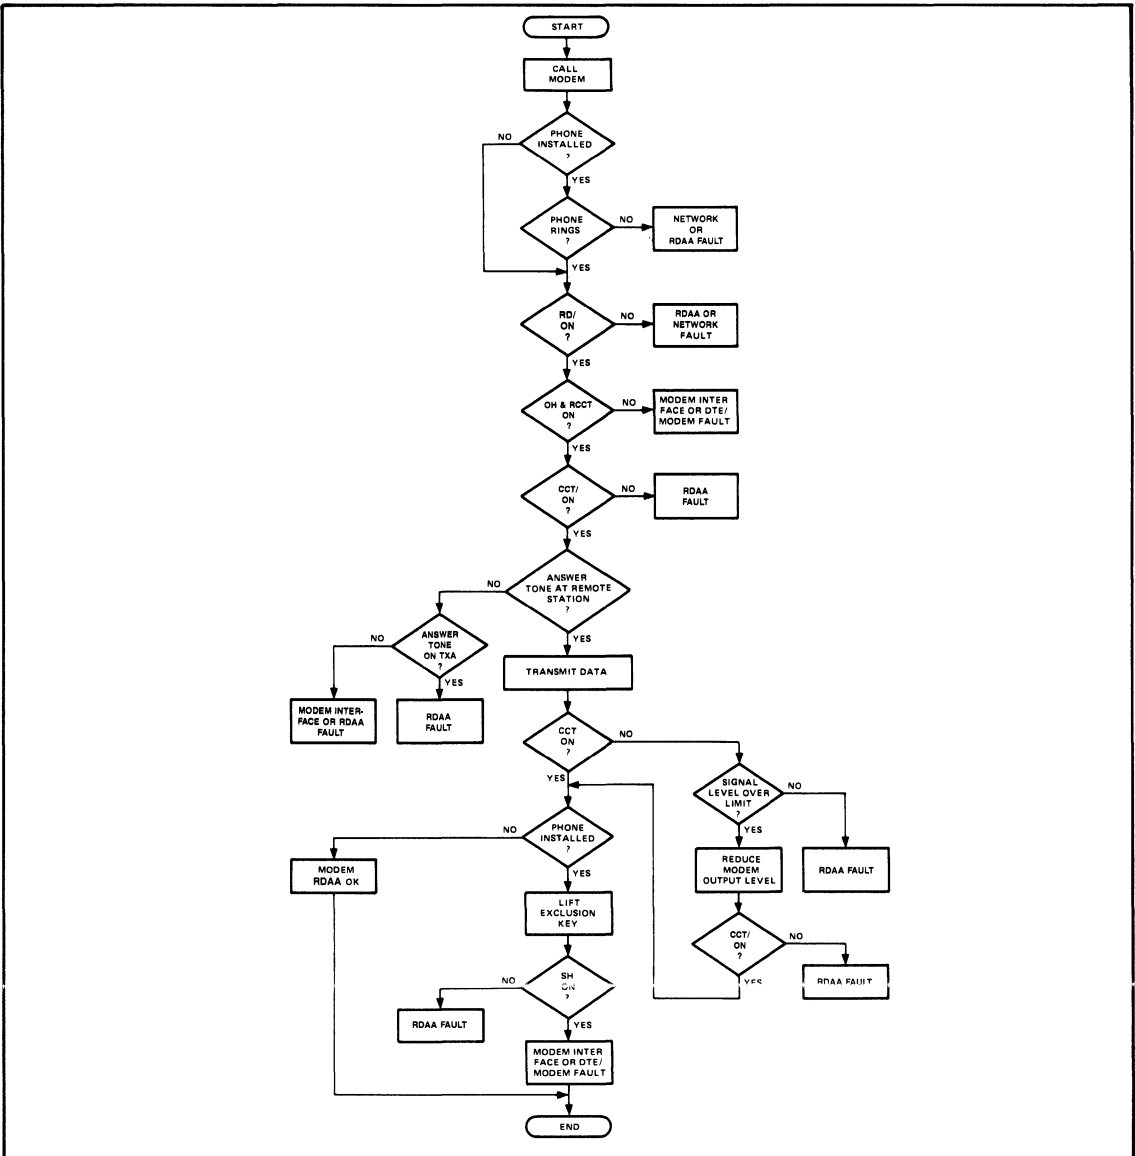 START
CALL
MODEM
NO
PHONE
INSTALLED
?
YES
PHONE
RINGS
?
NO
NETWORK
OR
RDAA FAULT
YES
RD/
ON
?
NO
RDAA OR
NETWORK
FAULT
YES
OH & RCCT
ON
?
NO
MODEM INTER
FACE OR DTE/
MODEM FAULT
YES
CCT/
ON
?
NO
RDAA
FAULT
YES
ANSWER
TONE AT REMOTE
STATION
?
NO
YES
ANSWER
TONE
ON TXA
?
NO
YES
MODEM INTER-
FACE OR RDAA
FAULT
RDAA
FAULT
TRANSMIT DATA
CCT
ON
?
NO
YES
SIGNAL
LEVEL OVER
LIMIT
?
NO
YES
REDUCE
MODEM
OUTPUT LEVEL
RDAA FAULT
CCT/
ON
?
NO
YES
RDAA FAULT
PHONE
INSTALLED
?
NO
YES
MODEM
RDAA OK
LIFT
EXCLUSION
KEY
SH
ON
?
NO
YES
RDAA FAULT
MODEM INTER
FACE OR DTE/
MODEM FAULT
END